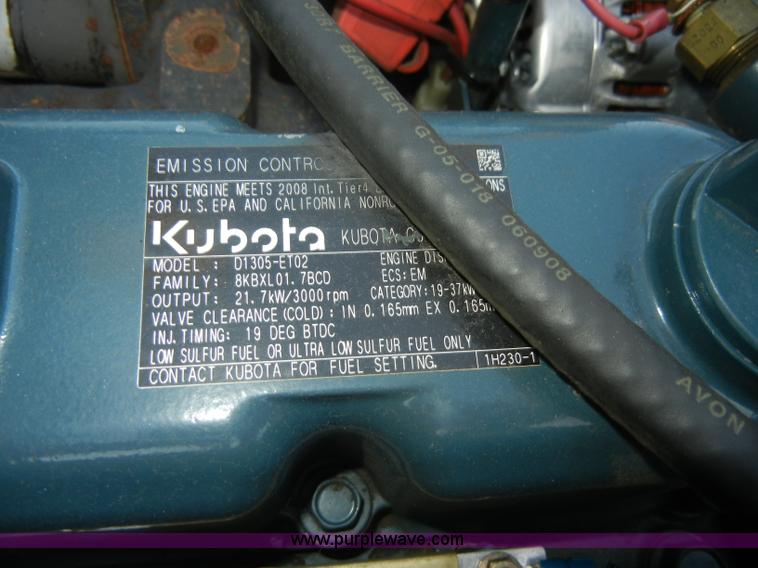 EMISSION CONTRO
THIS ENGINE MEETS 2008 Int. Tier4 ONS
FOR U.S. EPA AND CALIFORNIA NONRO
Kubota KUBOTA
MODEL : D1305-ET02 ENGINE DIS
FAMILY: 8KBXL01.7BCD ECS: EM
OUTPUT: 21.7kW/3000rpm CATEGORY: 19-37kW
VALVE CLEARANCE (COLD) : IN 0.165mm EX 0.165m
INJ. TIMING: 19 DEG BTDC
LOW SULFUR FUEL OR ULTRA LOW SULFUR FUEL ONLY
CONTACT KUBOTA FOR FUEL SETTING. 1H230-1
BARRIER G-05-018 060908
AVON
www.purplewave.com